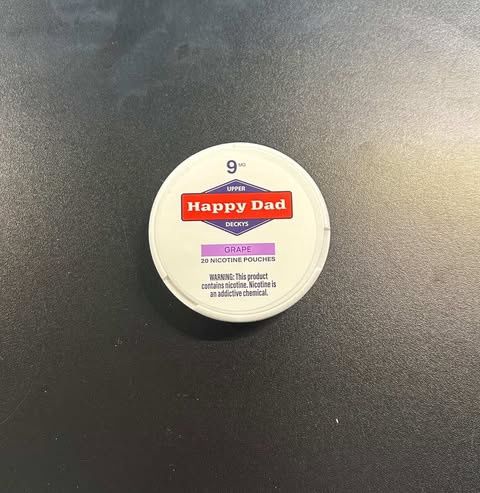 9 MG
UPPER
Happy Dad
DECKYS
GRAPE
20 NICOTINE POUCHES
WARNING: This product
contains nicotine. Nicotine is
an addictive chemical.